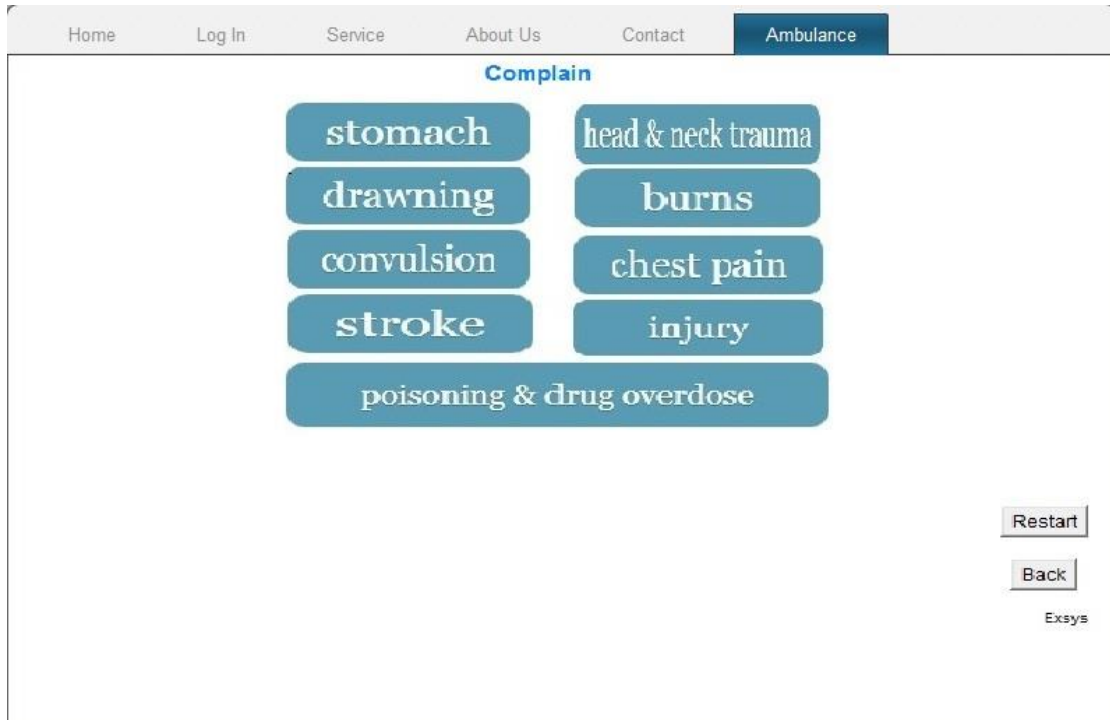 Home Log In Service About Us Contact Ambulance
Complain
stomach head & neck trauma
drawning burns
convulsion chest pain
stroke injury
poisoning & drug overdose
Restart
Back
Exsys